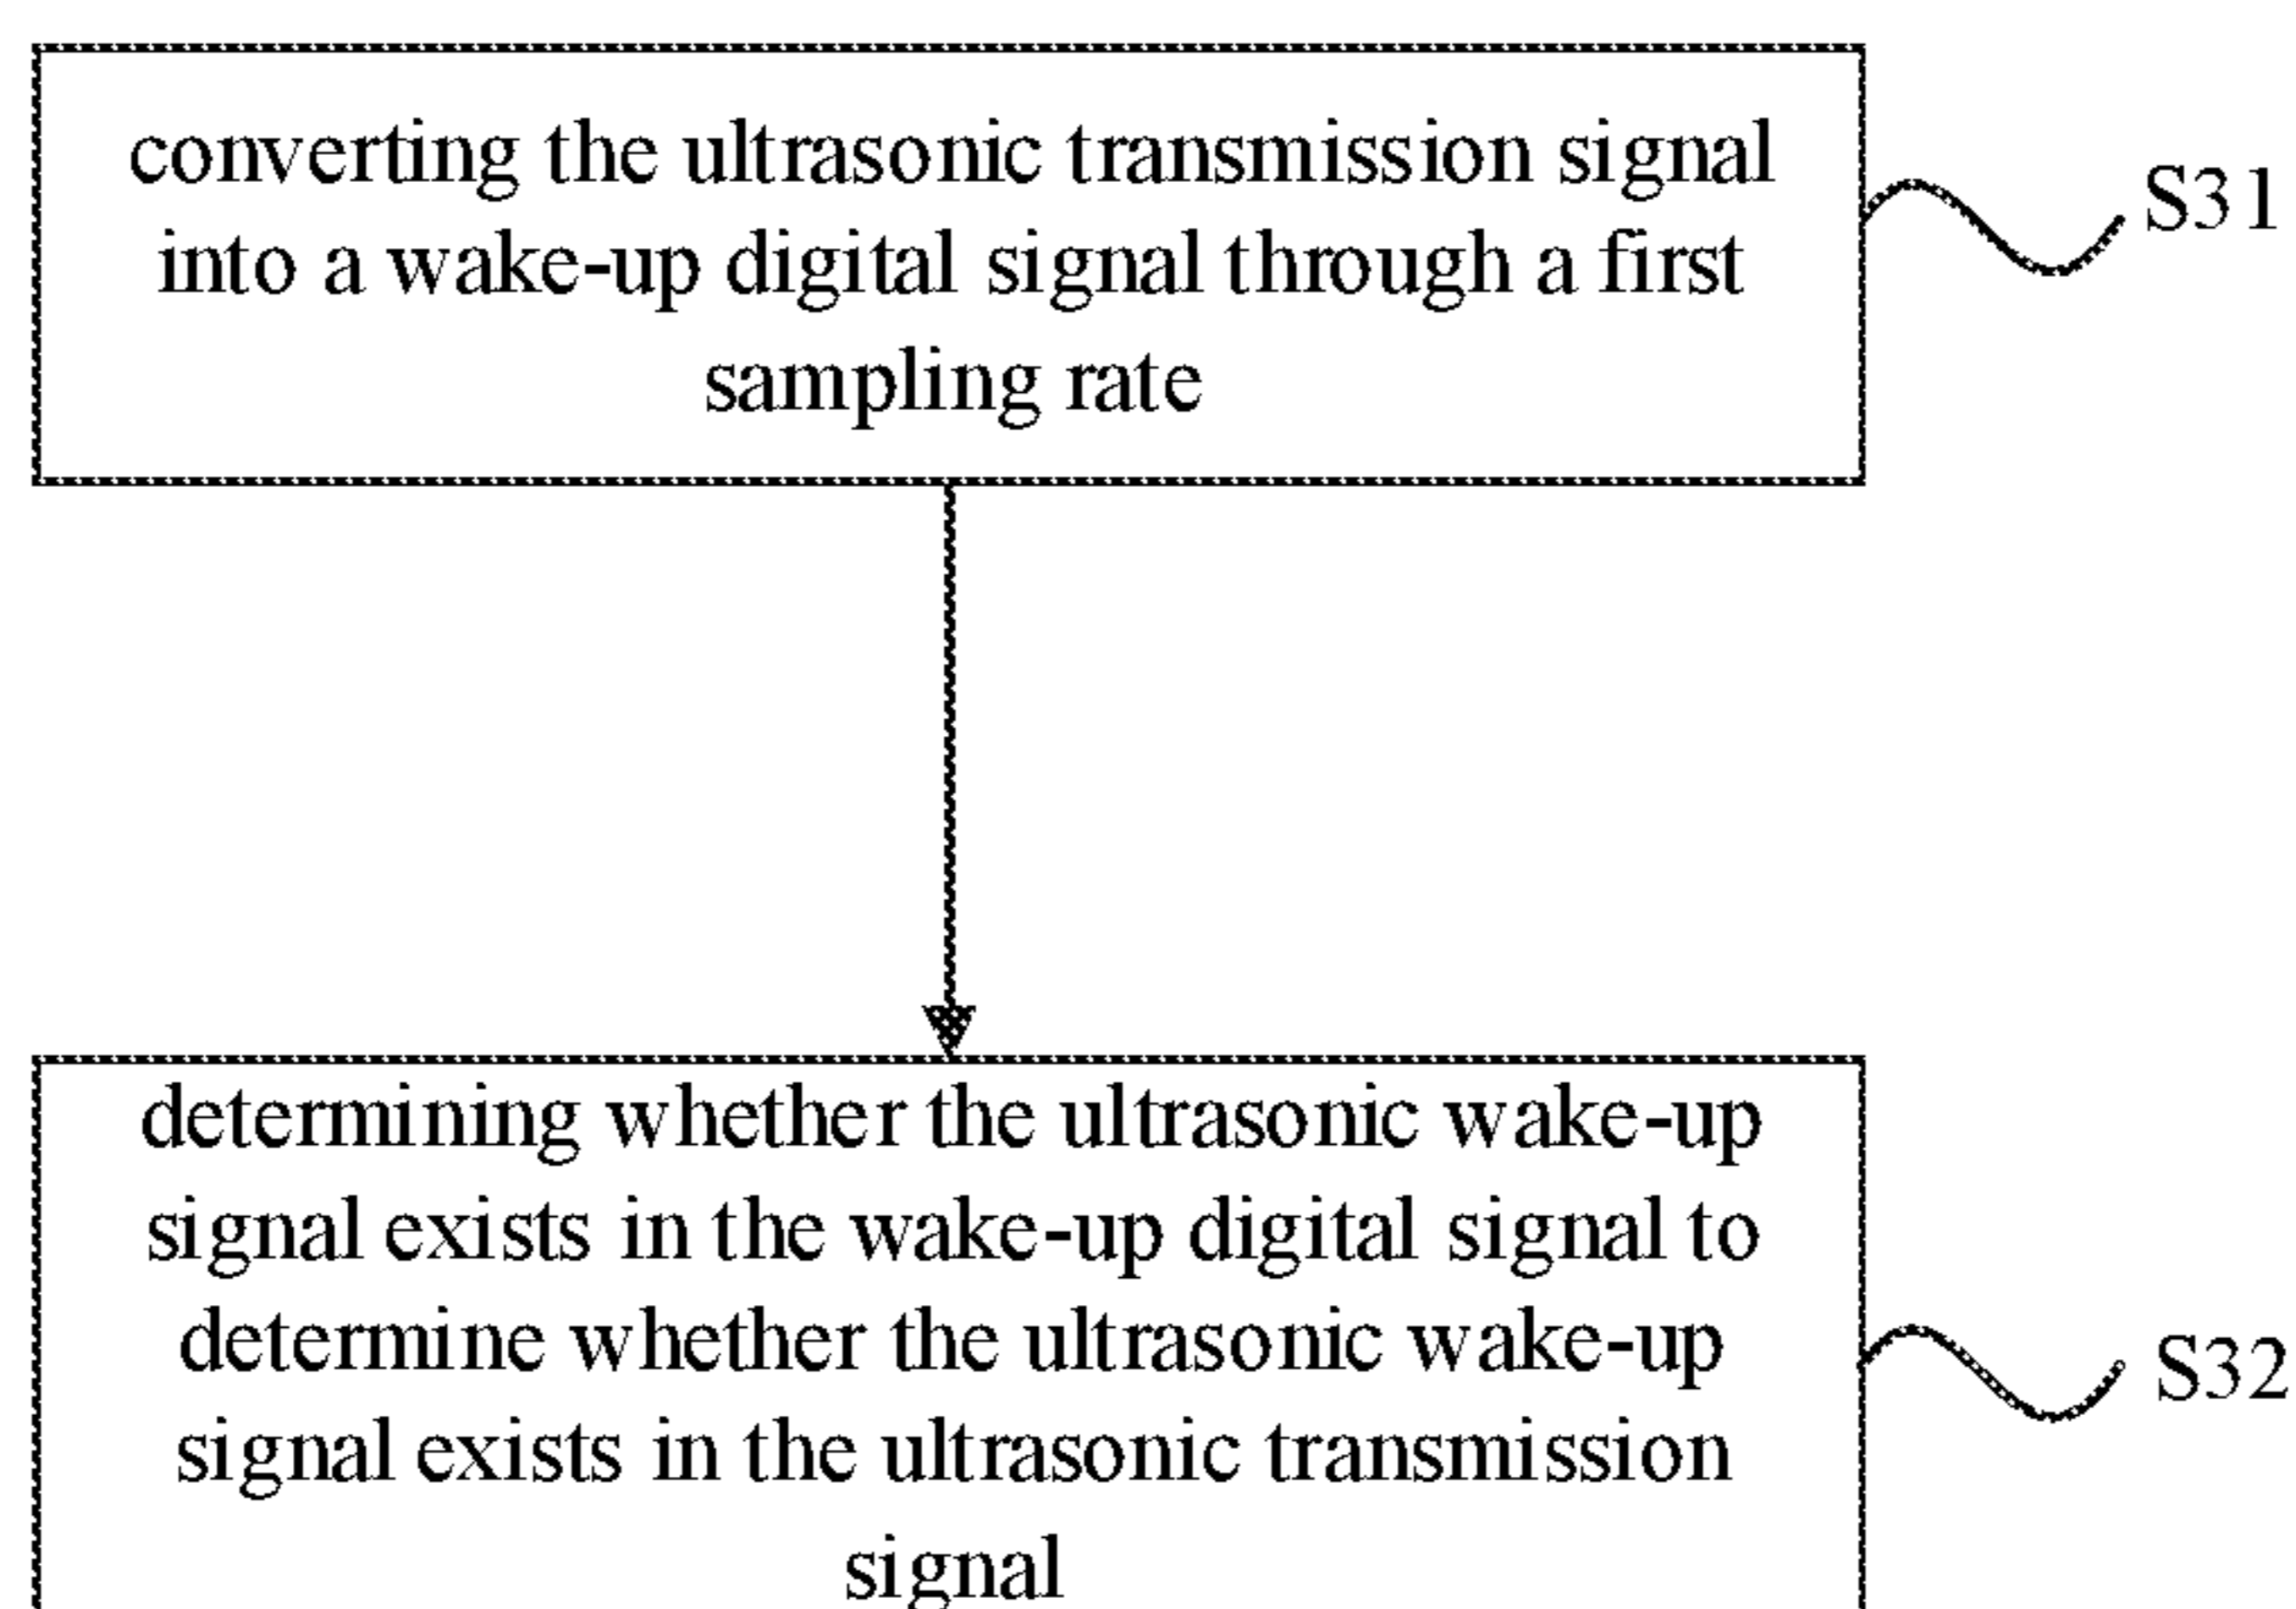 converting the ultrasonic transmission signal
into a wake-up digital signal through a first
sampling rate
S31
determining whether the ultrasonic wake-up
signal exists in the wake-up digital signal to
determine whether the ultrasonic wake-up
signal exists in the ultrasonic transmission
signal
S32